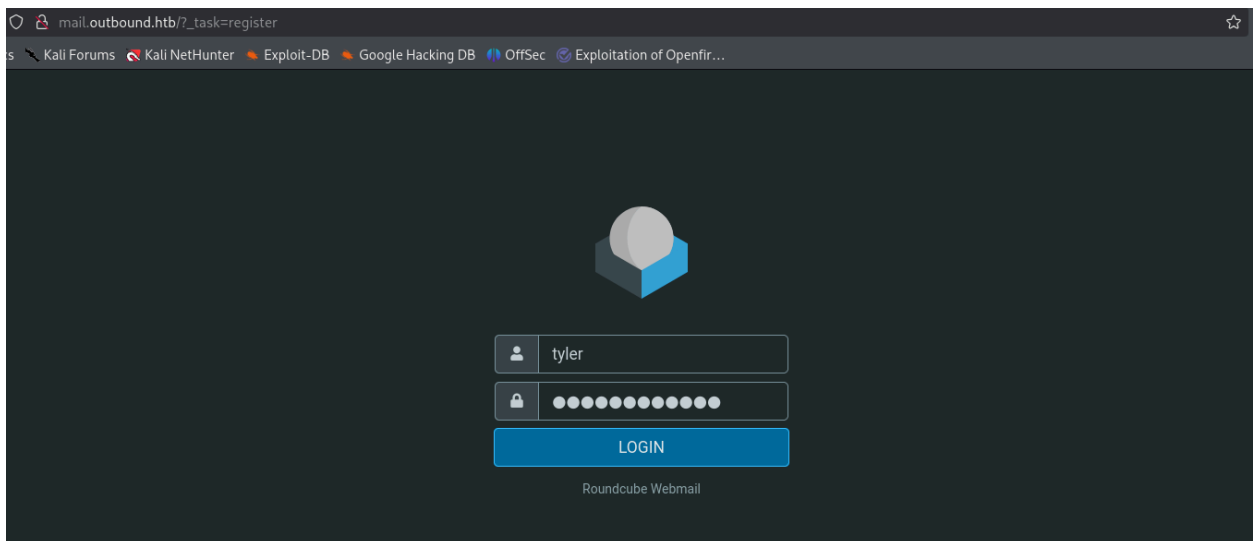 mail.outbound.htb/?_task=register
s Kali Forums Kali NetHunter Exploit-DB Google Hacking DB OffSec Exploitation of Openfir...
tyler
LOGIN
Roundcube Webmail